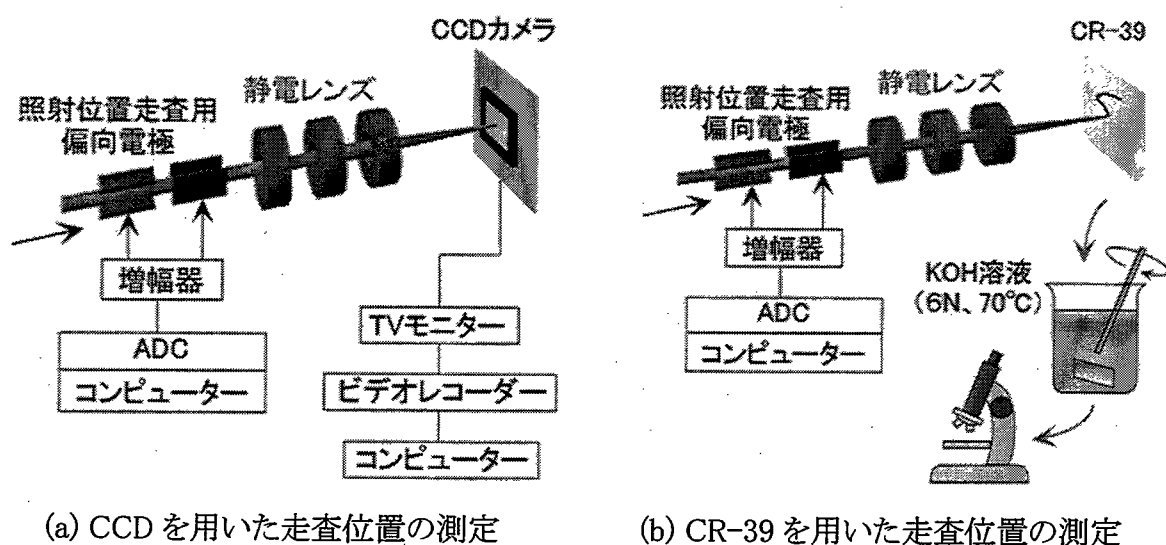 CCDカメラ
静電レンズ
照射位置走査用
偏向電極
増幅器
ADC
コンピューター
TVモニター
ビデオレコーダー
コンピューター
(a) CCD を用いた走査位置の測定
CR-39
静電レンズ
照射位置走査用
偏向電極
増幅器
ADC
コンピューター
KOH溶液
(6N、70℃)
(b) CR-39 を用いた走査位置の測定